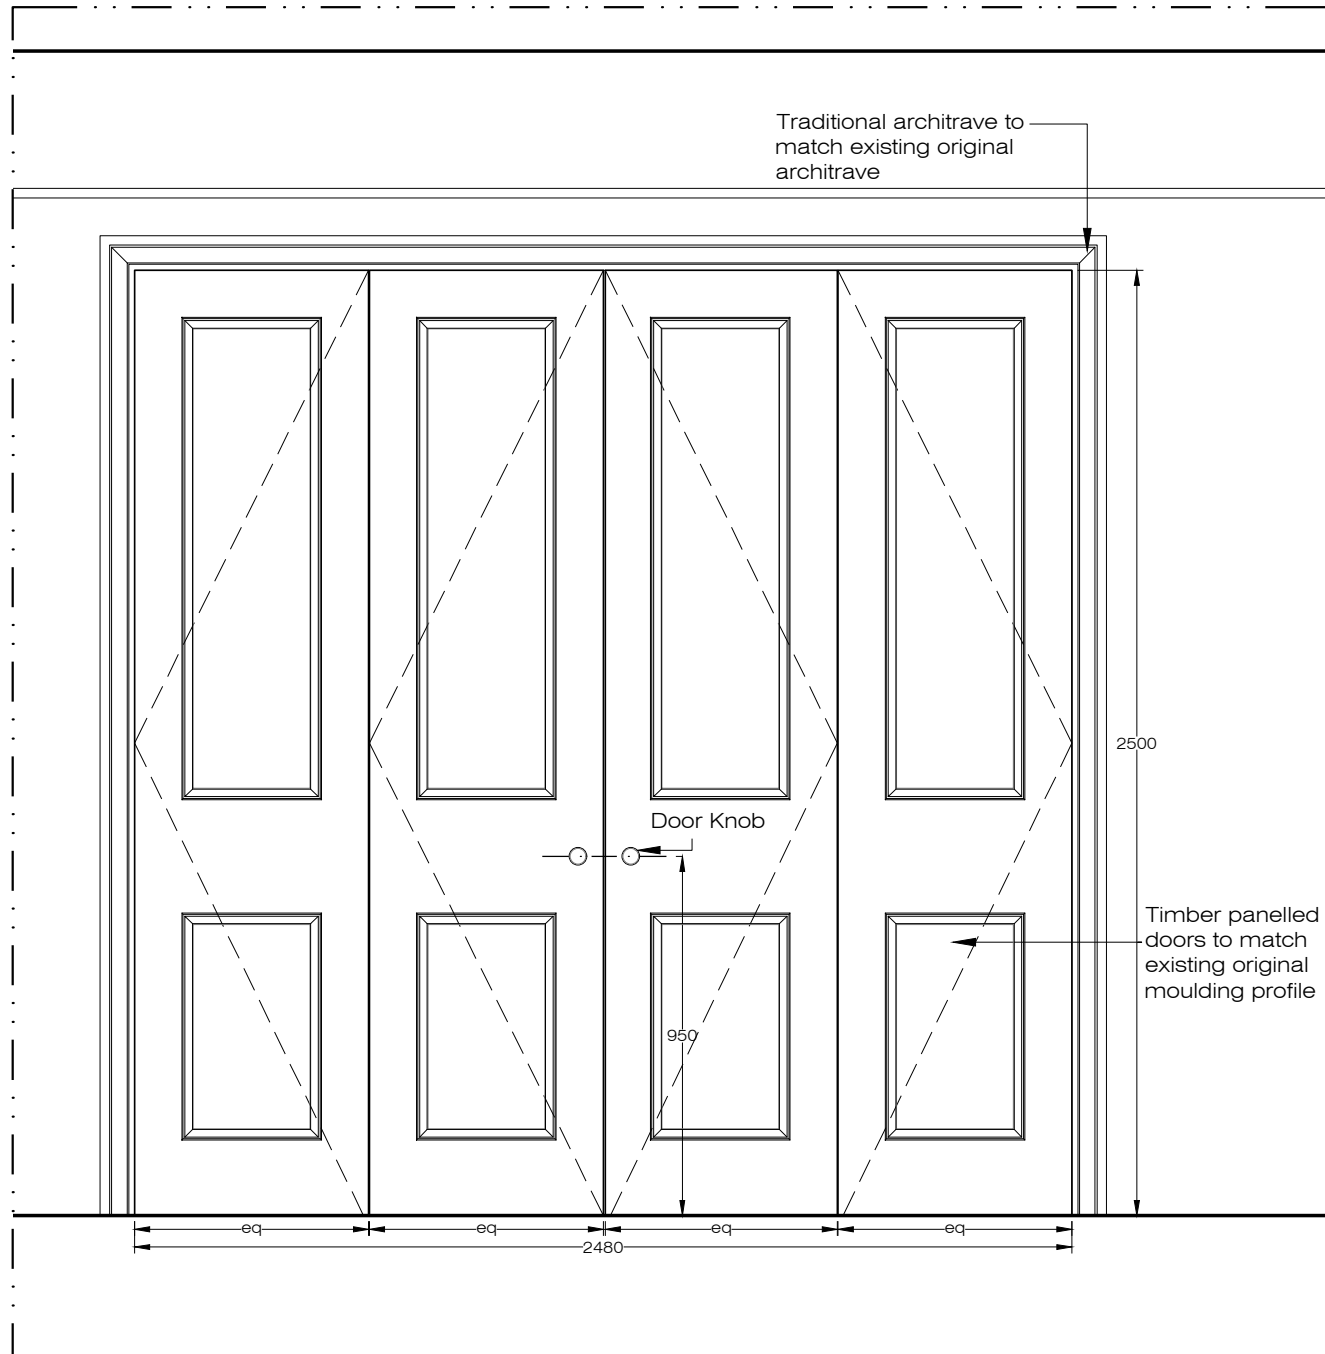 Traditional architrave to
match existing original
architrave
2500
Door Knob
Timber panelled
doors to match
existing original
moulding profile
950
eq
eq
eq
eq
2480